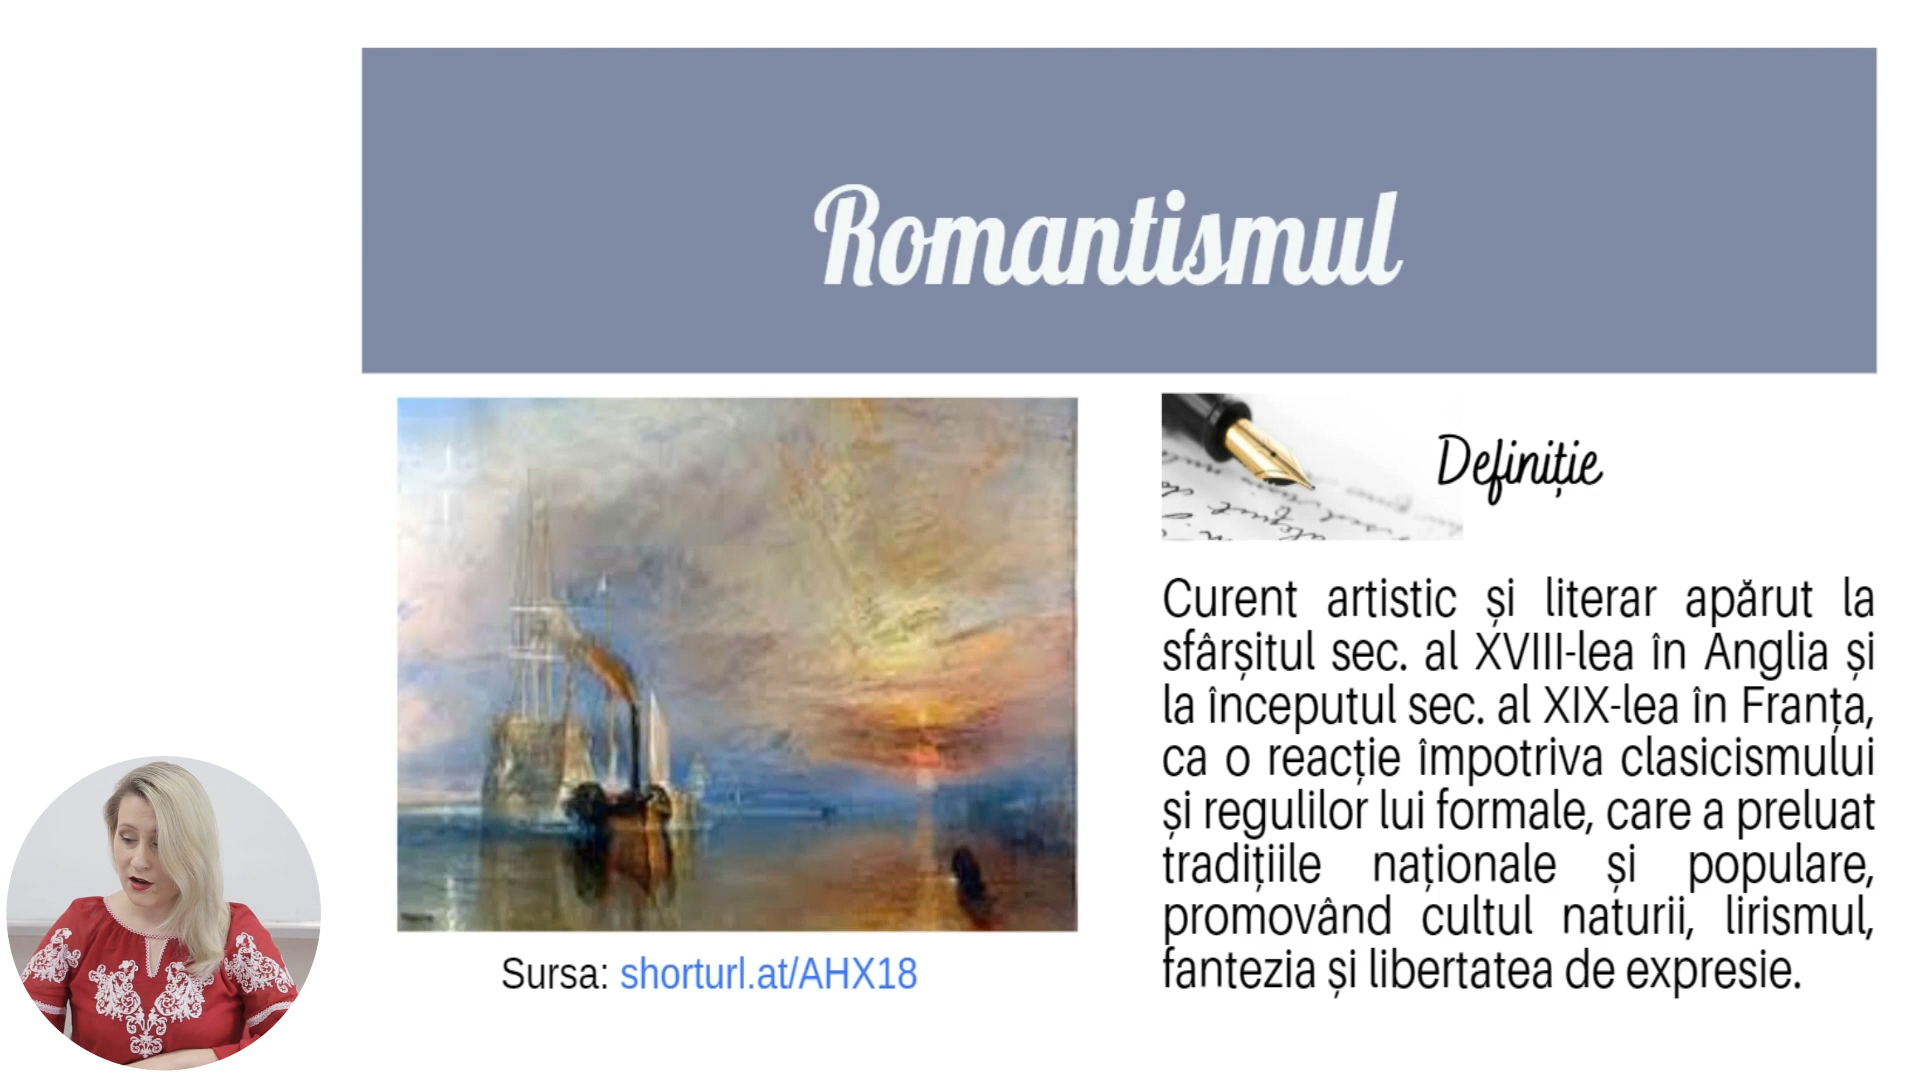 Romantismul
Definiție
Curent artistic și literar apărut la
sfârșitul sec. al XVIII-lea în Anglia și
la începutul sec. al XIX-lea în Franța,
ca o reacție împotriva clasicismului
și regulilor lui formale, care a preluat
tradițiile naționale și populare,
promovând cultul naturii, lirismul,
fantezia și libertatea de expresie.
Sursa: shorturl.at/AHX18